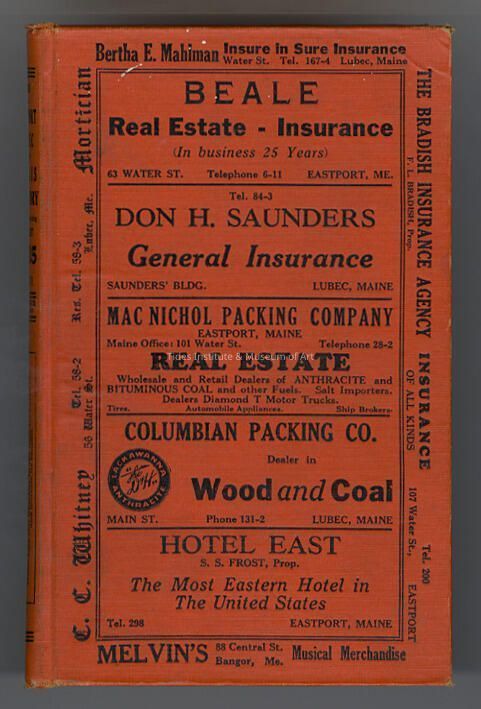 Bertha E. Mahiman Insure in Sure Insurance
Water St. Tel. 167-4 Lubec, Maine
BEALE
Real Estate - Insurance
(In business 25 Years)
63 WATER ST. Telephone 6-11 EASTPORT, ME.
Tel. 84-3
DON H. SAUNDERS
General Insurance
SAUNDERS' BLDG. LUBEC, MAINE
MAC NICHOL PACKING COMPANY
EASTPORT, MAINE
Maine Office: 101 Water St. Telephone 28-2
REAL ESTATE
Tides Institute & Museum of Art
Wholesale and Retail Dealers of ANTHRACITE and
BITUMINOUS COAL and other Fuels. Salt Importers.
Dealers Diamond T Motor Trucks.
Tires. Automobile Appliances. Ship Brokers.
COLUMBIAN PACKING CO.
Dealer in
LACKAWANNA
ANTHRACITE
Wood and Coal
MAIN ST. Phone 131-2 LUBEC, MAINE
HOTEL EAST
S. S. FROST, Prop.
The Most Eastern Hotel in
The United States
Tel. 298 EASTPORT, MAINE
MELVIN'S 88 Central St. Musical Merchandise
Bangor, Me.
C. C. Whitney Mortician
56 Water St. Lubec, Me.
Tel. 58-2 Res. Tel. 58-3
THE BRADISH INSURANCE AGENCY INSURANCE
F. L. BRADISH, Prop. OF ALL KINDS
107 Water St., EASTPORT
Tel. 200